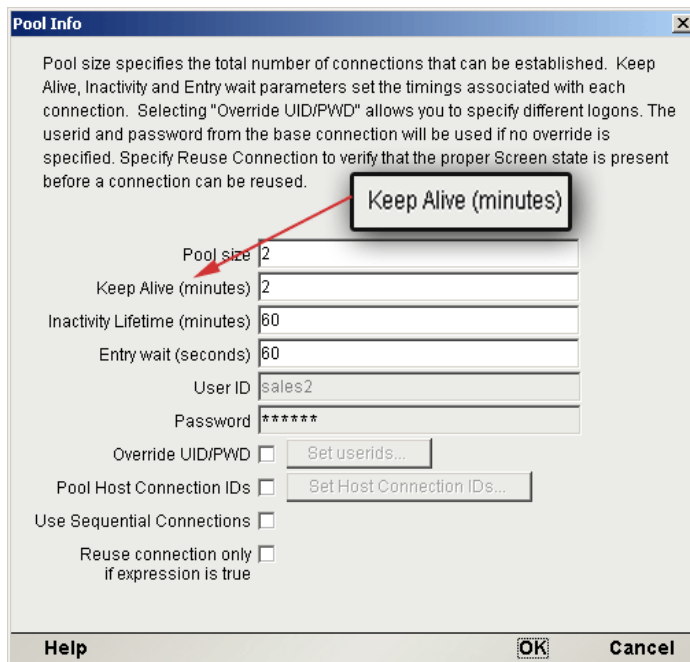 Pool Info
Pool size specifies the total number of connections that can be established. Keep
Alive, Inactivity and Entry wait parameters set the timings associated with each
connection. Selecting "Override UID/PWD" allows you to specify different logons. The
userid and password from the base connection will be used if no override is
specified. Specify Reuse Connection to verify that the proper Screen state is present
before a connection can be reused.
Keep Alive (minutes)
Pool size 2
Keep Alive (minutes) 2
Inactivity Lifetime (minutes) 60
Entry wait (seconds) 60
User ID sales2
Password ******
Override UID/PWD Set userids...
Pool Host Connection IDs Set Host Connection IDs...
Use Sequential Connections
Reuse connection only
if expression is true
Help OK Cancel